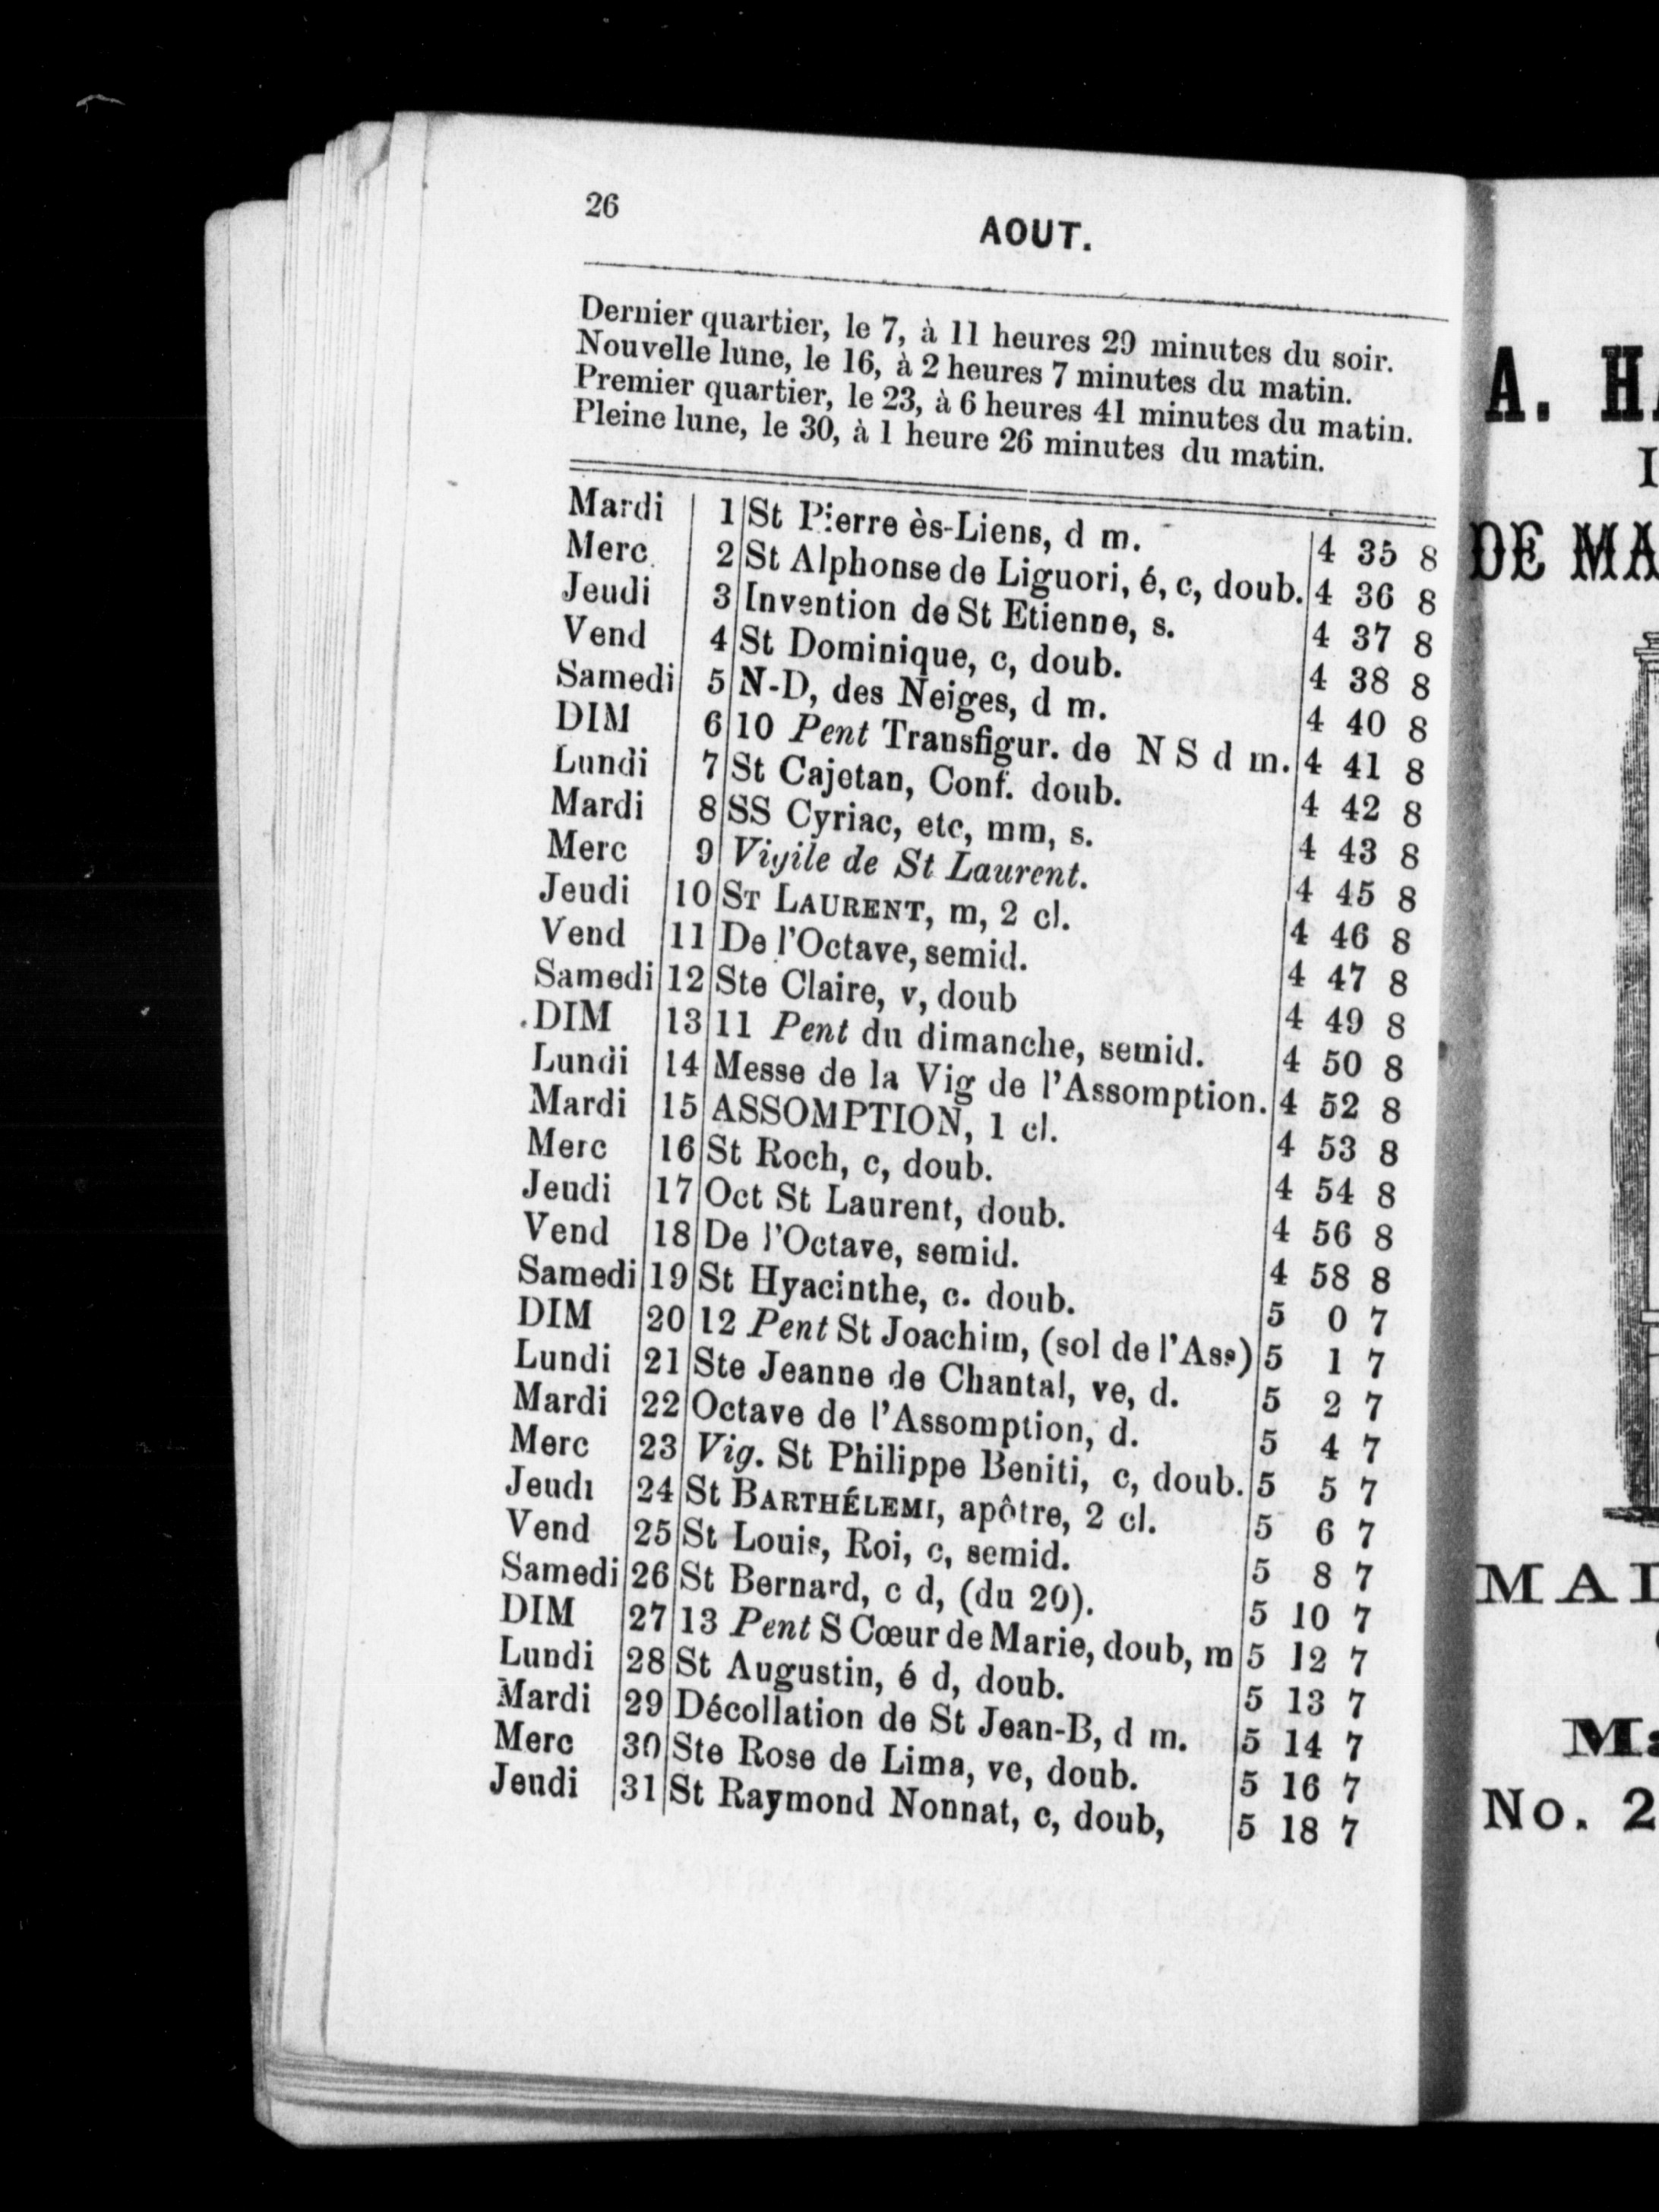 26
AOUT.
Dernier quartier, le 7, à 11 heures 29 minutes du soir.
Nouvelle lune, le 16, à 2 heures 7 minutes du matin.
Premier quartier, le 23, à 6 heures 41 minutes du matin.
Pleine lune, le 30, à 1 heure 26 minutes du matin.
Mardi 1 St Pierre ès-Liens, d m. 4 35 8
Merc. 2 St Alphonse de Liguori, é, c, doub. 4 36 8
Jeudi 3 Invention de St Etienne, s. 4 37 8
Vend 4 St Dominique, c, doub. 4 38 8
Samedi 5 N-D, des Neiges, d m. 4 40 8
DIM 6 10 Pent Transfigur. de N S d m. 4 41 8
Lundi 7 St Cajetan, Conf. doub. 4 42 8
Mardi 8 SS Cyriac, etc, mm, s. 4 43 8
Merc 9 Vigile de St Laurent. 4 45 8
Jeudi 10 ST LAURENT, m, 2 cl. 4 46 8
Vend 11 De l'Octave, semid. 4 47 8
Samedi 12 Ste Claire, v, doub 4 49 8
DIM 13 11 Pent du dimanche, semid. 4 50 8
Lundi 14 Messe de la Vig de l'Assomption. 4 52 8
Mardi 15 ASSOMPTION, 1 cl. 4 53 8
Merc 16 St Roch, c, doub. 4 54 8
Jeudi 17 Oct St Laurent, doub. 4 56 8
Vend 18 De l'Octave, semid. 4 58 8
Samedi 19 St Hyacinthe, c. doub. 5 0 7
DIM 20 12 Pent St Joachim, (sol de l'Ass) 5 1 7
Lundi 21 Ste Jeanne de Chantal, ve, d. 5 2 7
Mardi 22 Octave de l'Assomption, d. 5 4 7
Merc 23 Vig. St Philippe Beniti, c, doub. 5 5 7
Jeudi 24 St BARTHÉLEMI, apôtre, 2 cl. 5 6 7
Vend 25 St Louis, Roi, c, semid. 5 8 7
Samedi 26 St Bernard, c d, (du 20). 5 10 7
DIM 27 13 Pent S Cœur de Marie, doub, m 5 12 7
Lundi 28 St Augustin, é d, doub. 5 13 7
Mardi 29 Décollation de St Jean-B, d m. 5 14 7
Merc 30 Ste Rose de Lima, ve, doub. 5 16 7
Jeudi 31 St Raymond Nonnat, c, doub, 5 18 7
A.
DE
No. 2